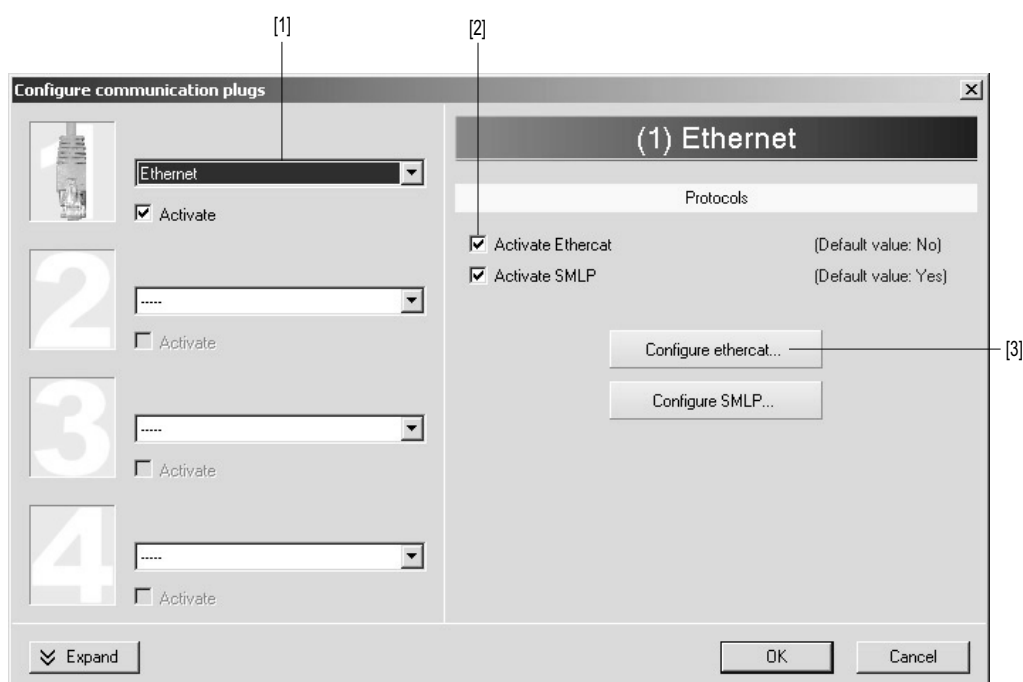 [1]
[2]
Configure communication plugs
1
Ethernet
Activate
2
-----
Activate
3
-----
Activate
4
-----
Activate
Expand
(1) Ethernet
Protocols
Activate Ethercat (Default value: No)
Activate SMLP (Default value: Yes)
Configure ethercat...
[3]
Configure SMLP...
OK
Cancel